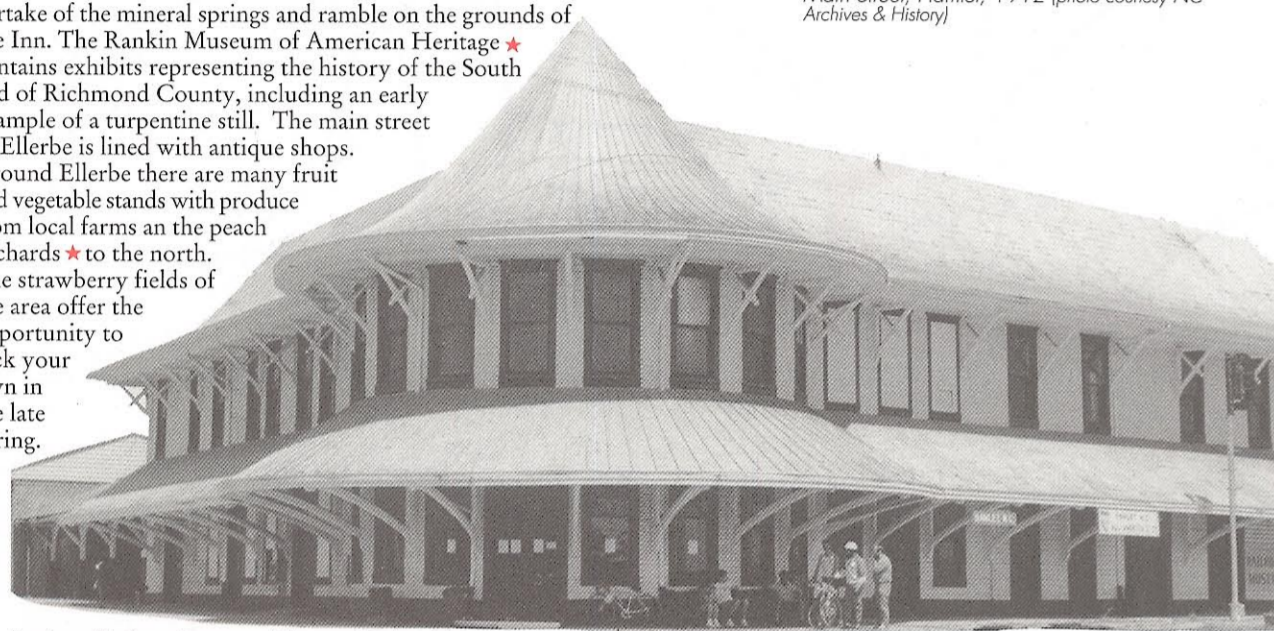 rtake of the mineral springs and ramble on the grounds of
e Inn. The Rankin Museum of American Heritage ★
ntains exhibits representing the history of the South
d of Richmond County, including an early
ample of a turpentine still. The main street
Ellerbe is lined with antique shops.
ound Ellerbe there are many fruit
d vegetable stands with produce
om local farms an the peach
chards ★ to the north.
e strawberry fields of
e area offer the
portunity to
ck your
n in
e late
ring.
Archives & History)